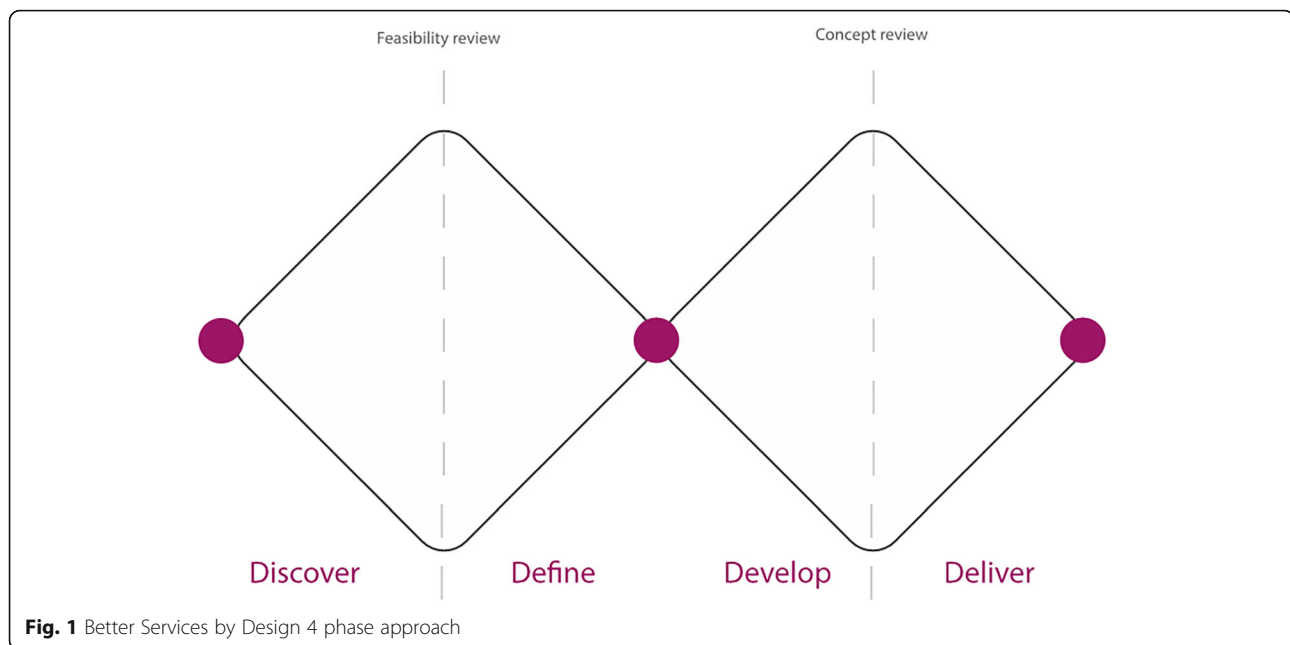 Feasibility review
Concept review
Discover
Define
Develop
Deliver
Fig. 1 Better Services by Design 4 phase approach